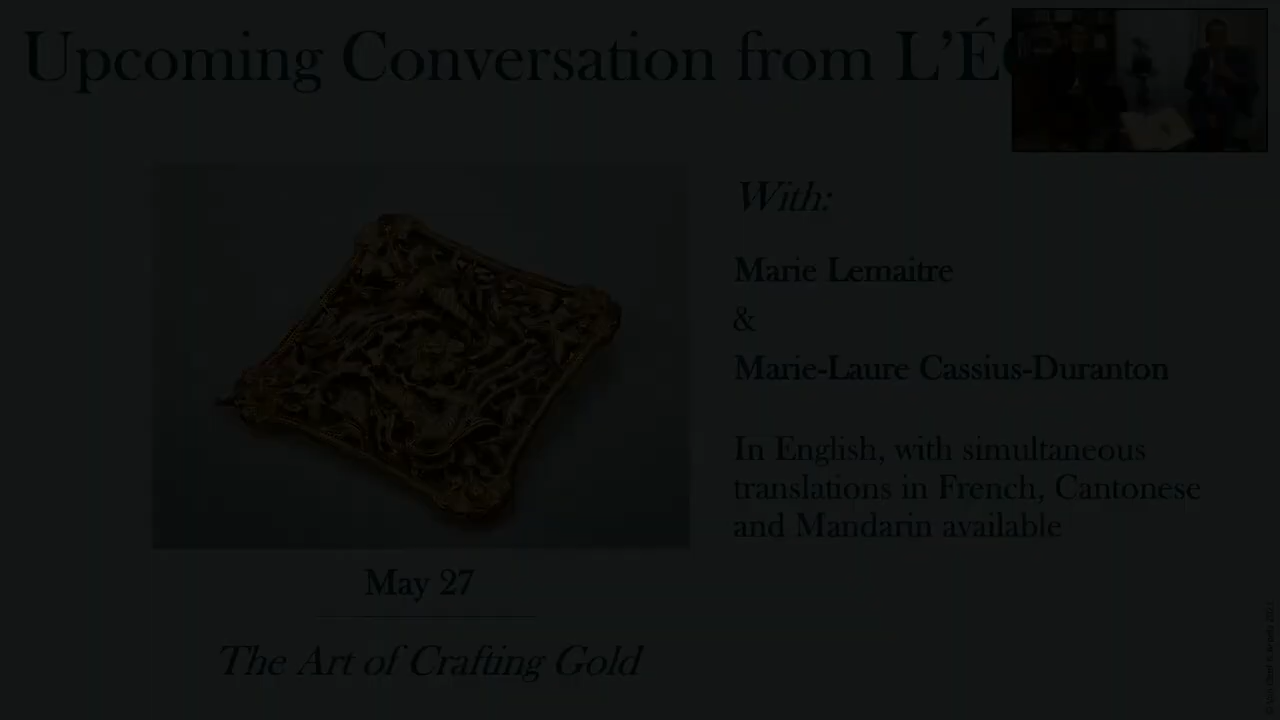 Upcoming Conversation from L'É
With:
Marie Lemaitre
&
Marie-Laure Cassius-Duranton
In English, with simultaneous
translations in French, Cantonese
and Mandarin available
May 27
The Art of Crafting Gold